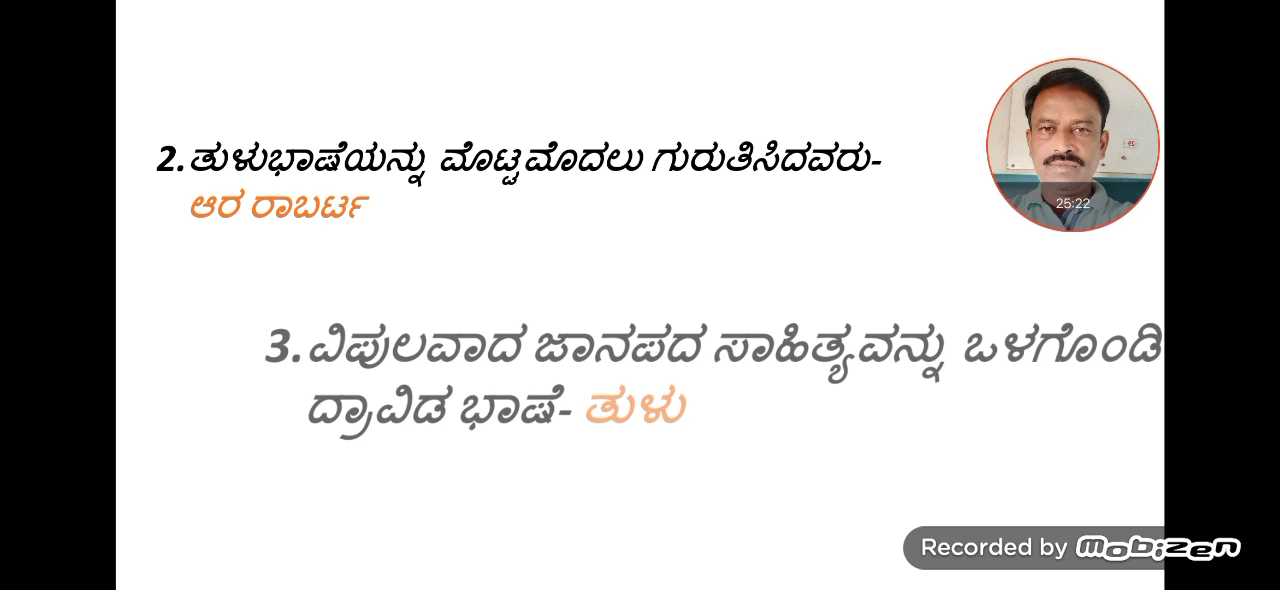 2. ತುಳುಭಾಷೆಯನ್ನು ಮೊಟ್ಟಮೊದಲು ಗುರುತಿಸಿದವರು-
ಆರ ರಾಬರ್ಟ
25:22
3. ವಿಪುಲವಾದ ಜಾನಪದ ಸಾಹಿತ್ಯವನ್ನು ಒಳಗೊಂಡಿ
ದ್ರಾವಿಡ ಭಾಷೆ- ತುಳು
Recorded by Mobizen